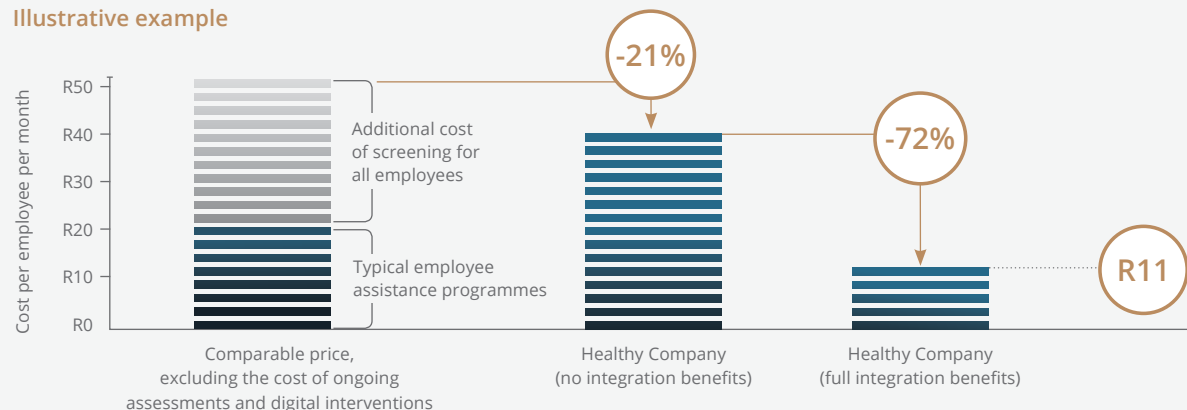 Illustrative example
Cost per employee per month
R50
R40
R30
R20
R10
R0
Additional cost
of screening for
all employees
Typical employee
assistance programmes
-21%
-72%
R11
Comparable price,
excluding the cost of ongoing
assessments and digital interventions
Healthy Company
(no integration benefits)
Healthy Company
(full integration benefits)